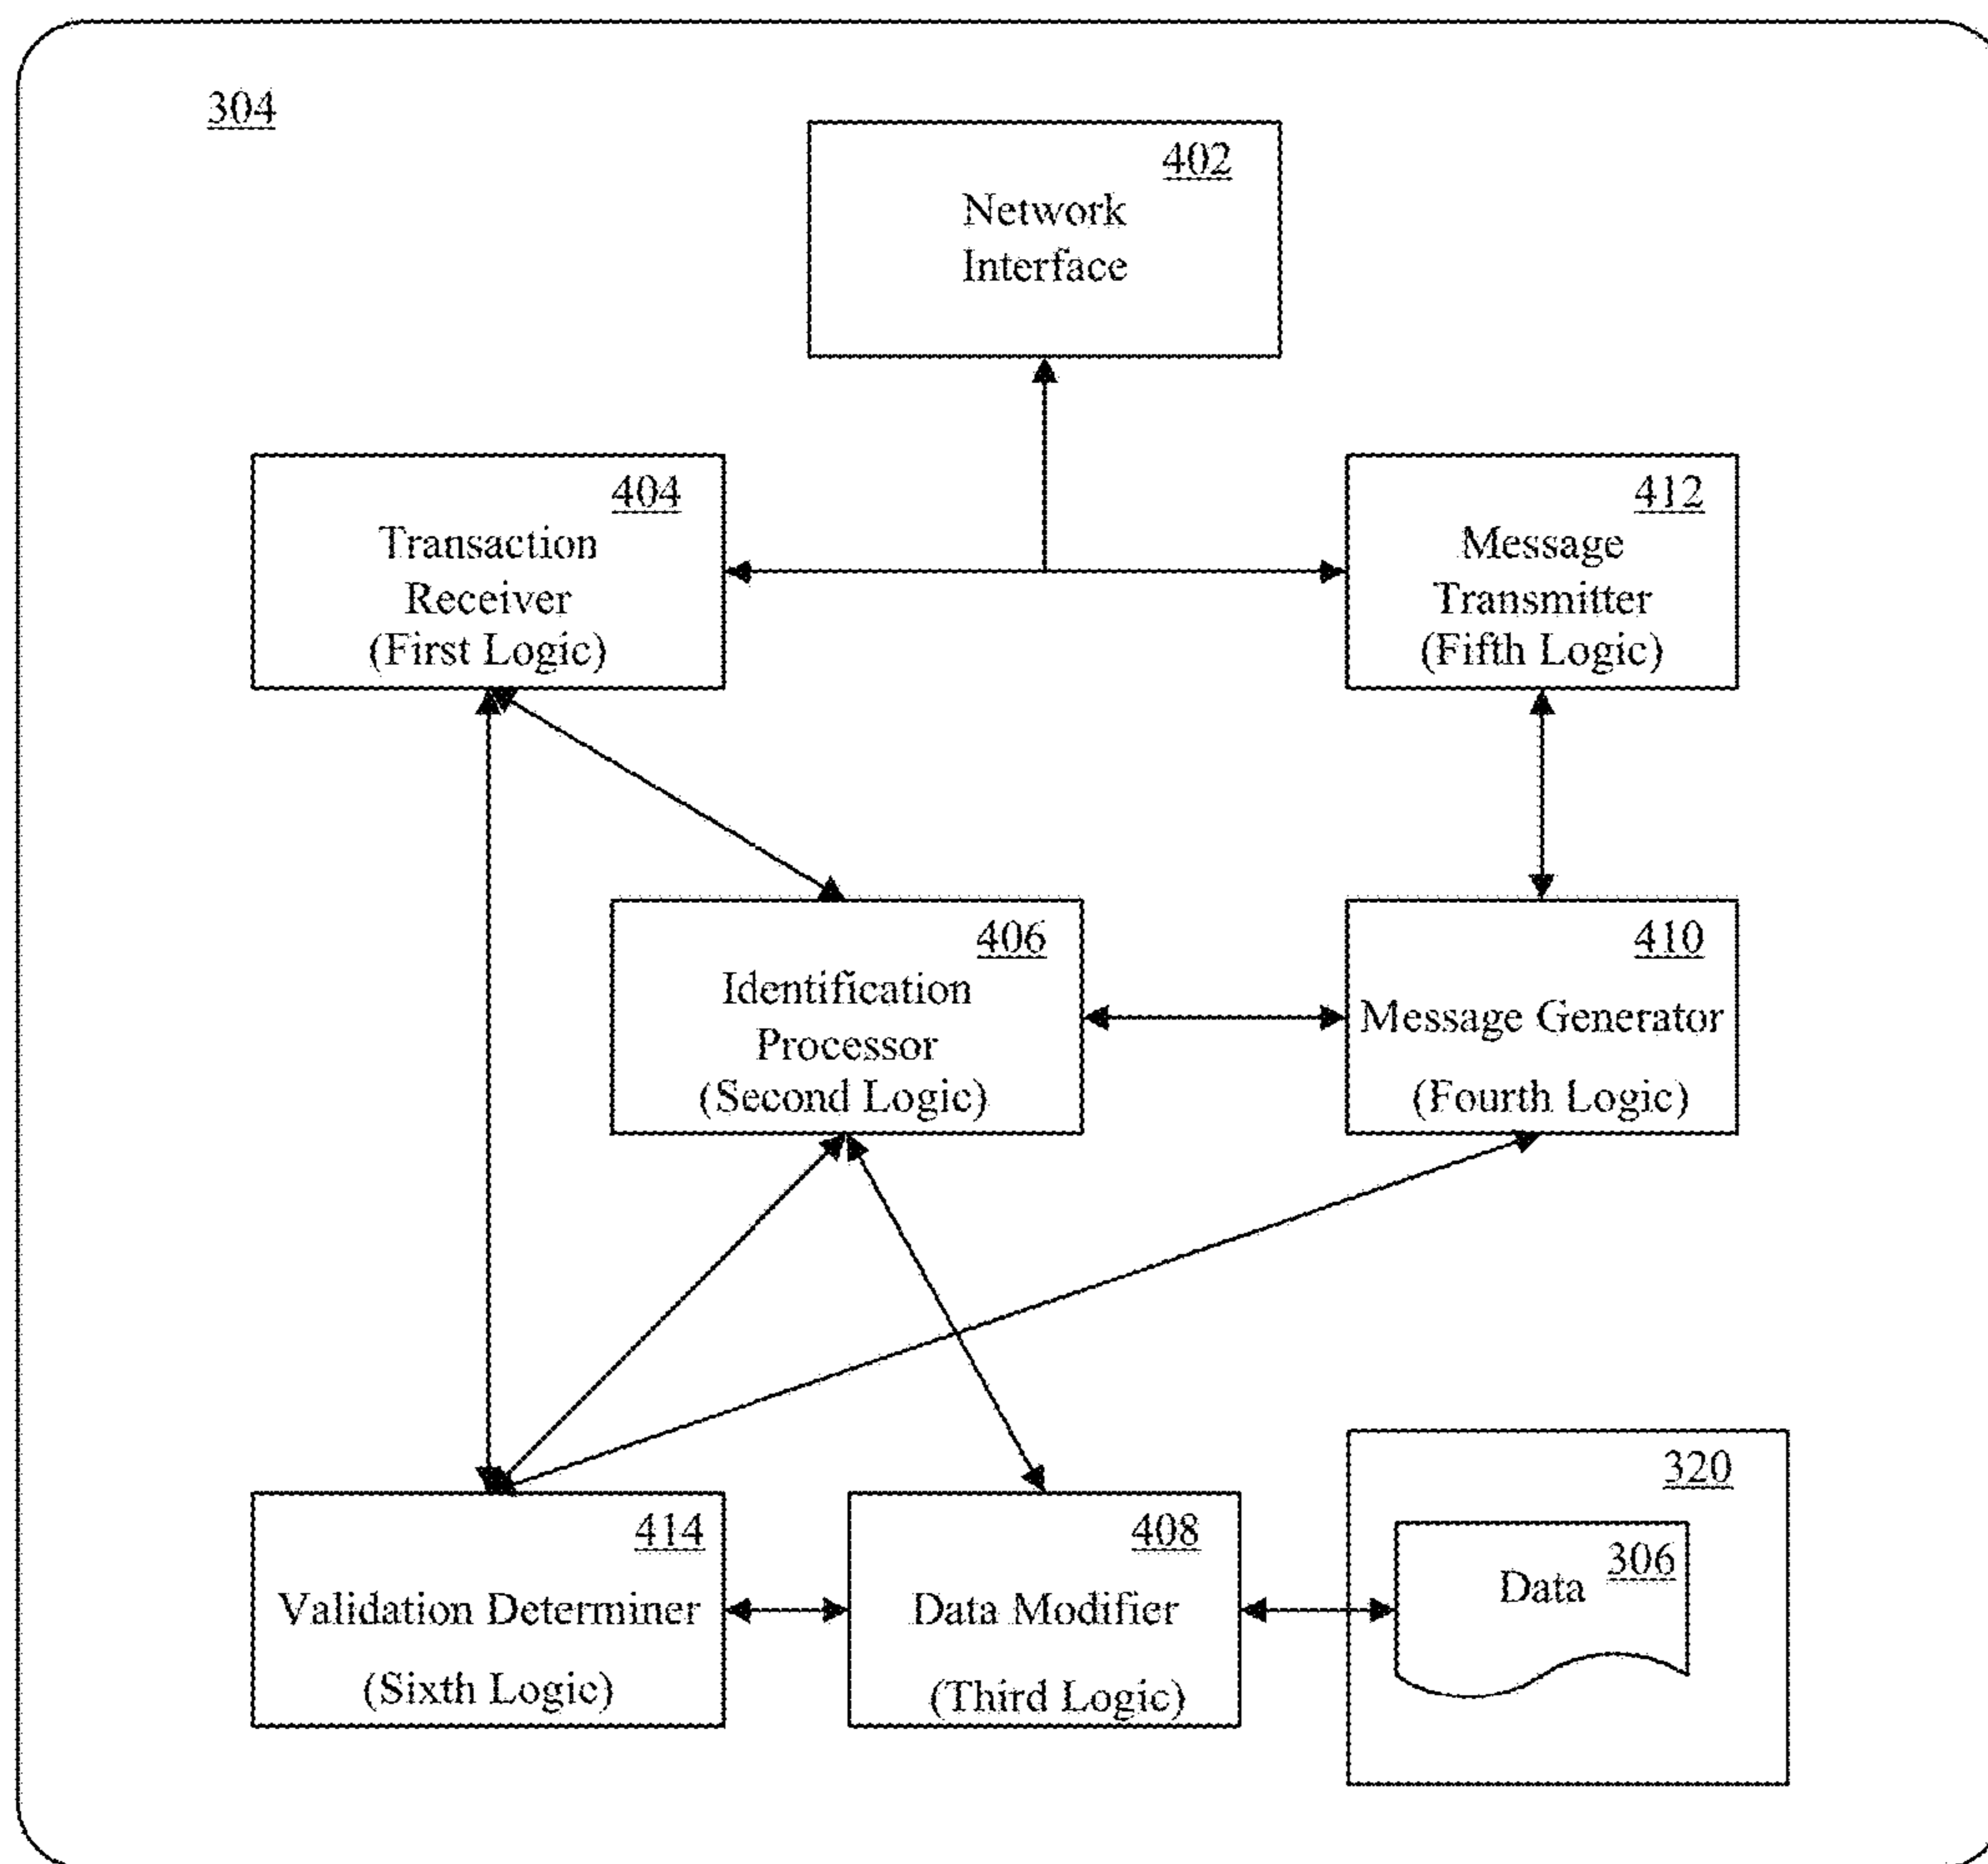 304
402
Network
Interface
404
Transaction
Receiver
(First Logic)
412
Message
Transmitter
(Fifth Logic)
406
Identification
Processor
(Second Logic)
410
Message Generator
(Fourth Logic)
414
Validation Determiner
(Sixth Logic)
408
Data Modifier
(Third Logic)
320
306
Data